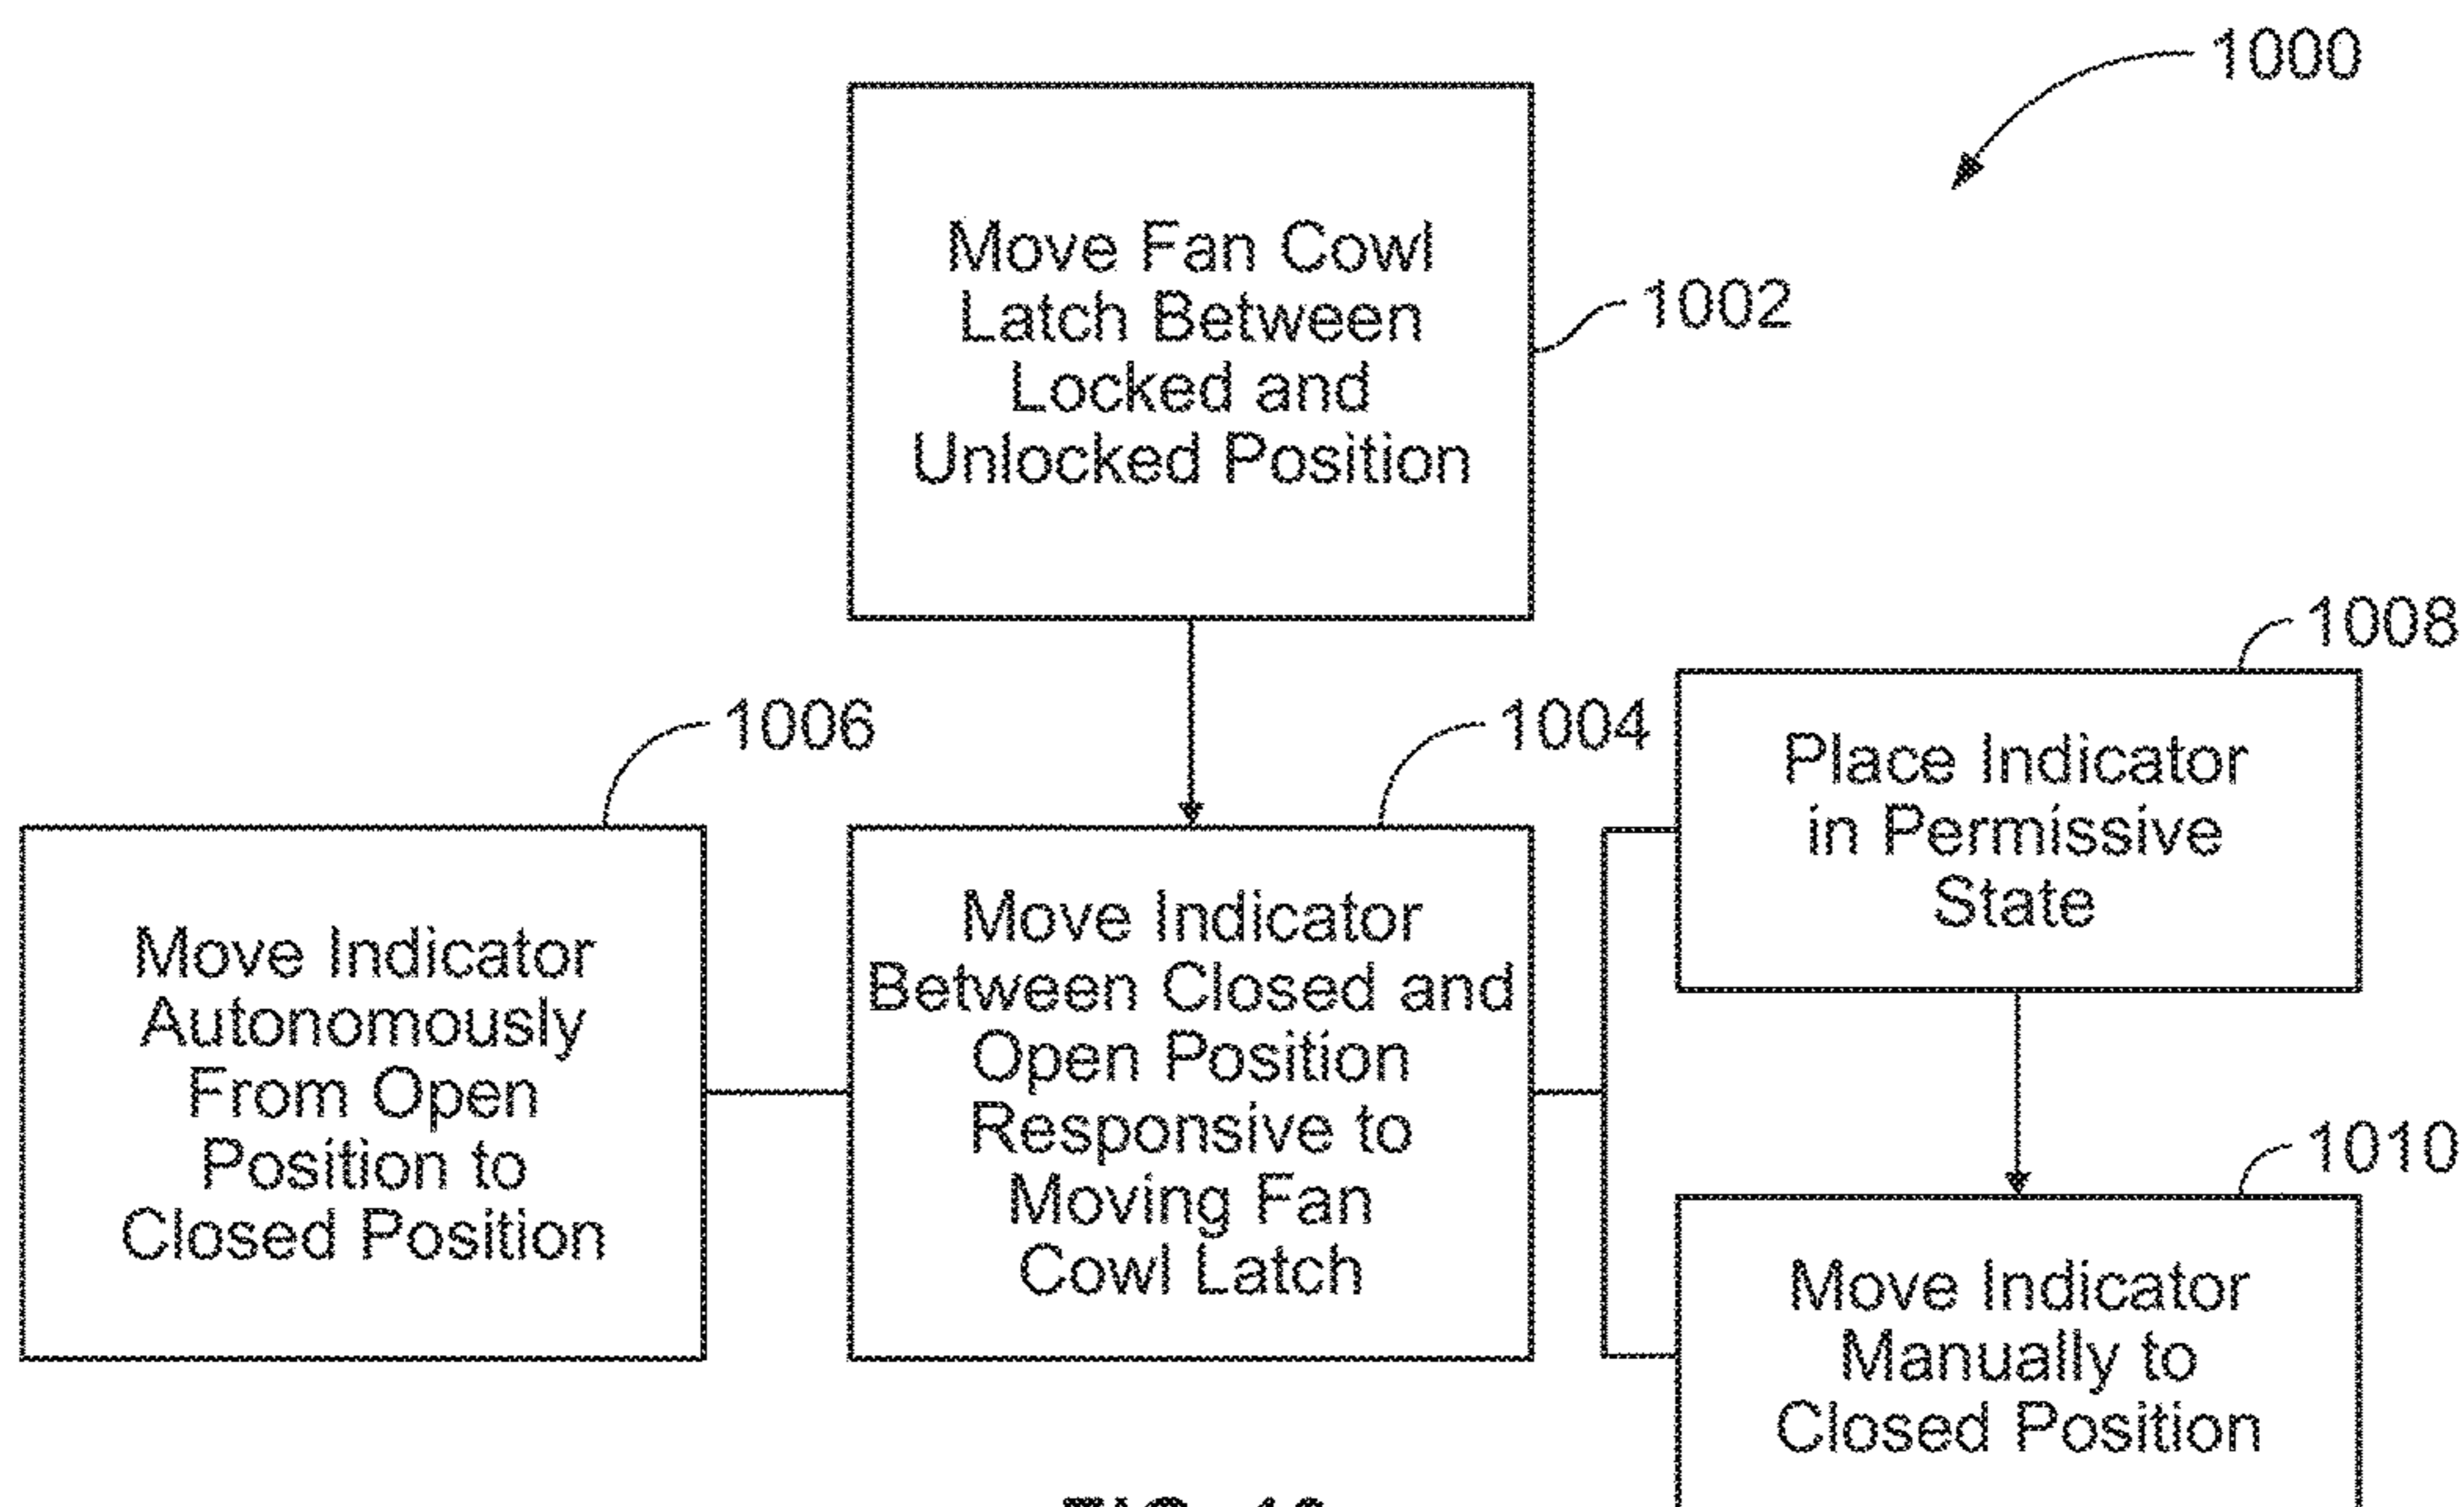 1000
Move Fan Cowl
Latch Between
Locked and
Unlocked Position
1002
1008
Place Indicator
in Permissive
State
1006
Move Indicator
Autonomously
From Open
Position to
Closed Position
1004
Move Indicator
Between Closed and
Open Position
Responsive to
Moving Fan
Cowl Latch
1010
Move Indicator
Manually to
Closed Position